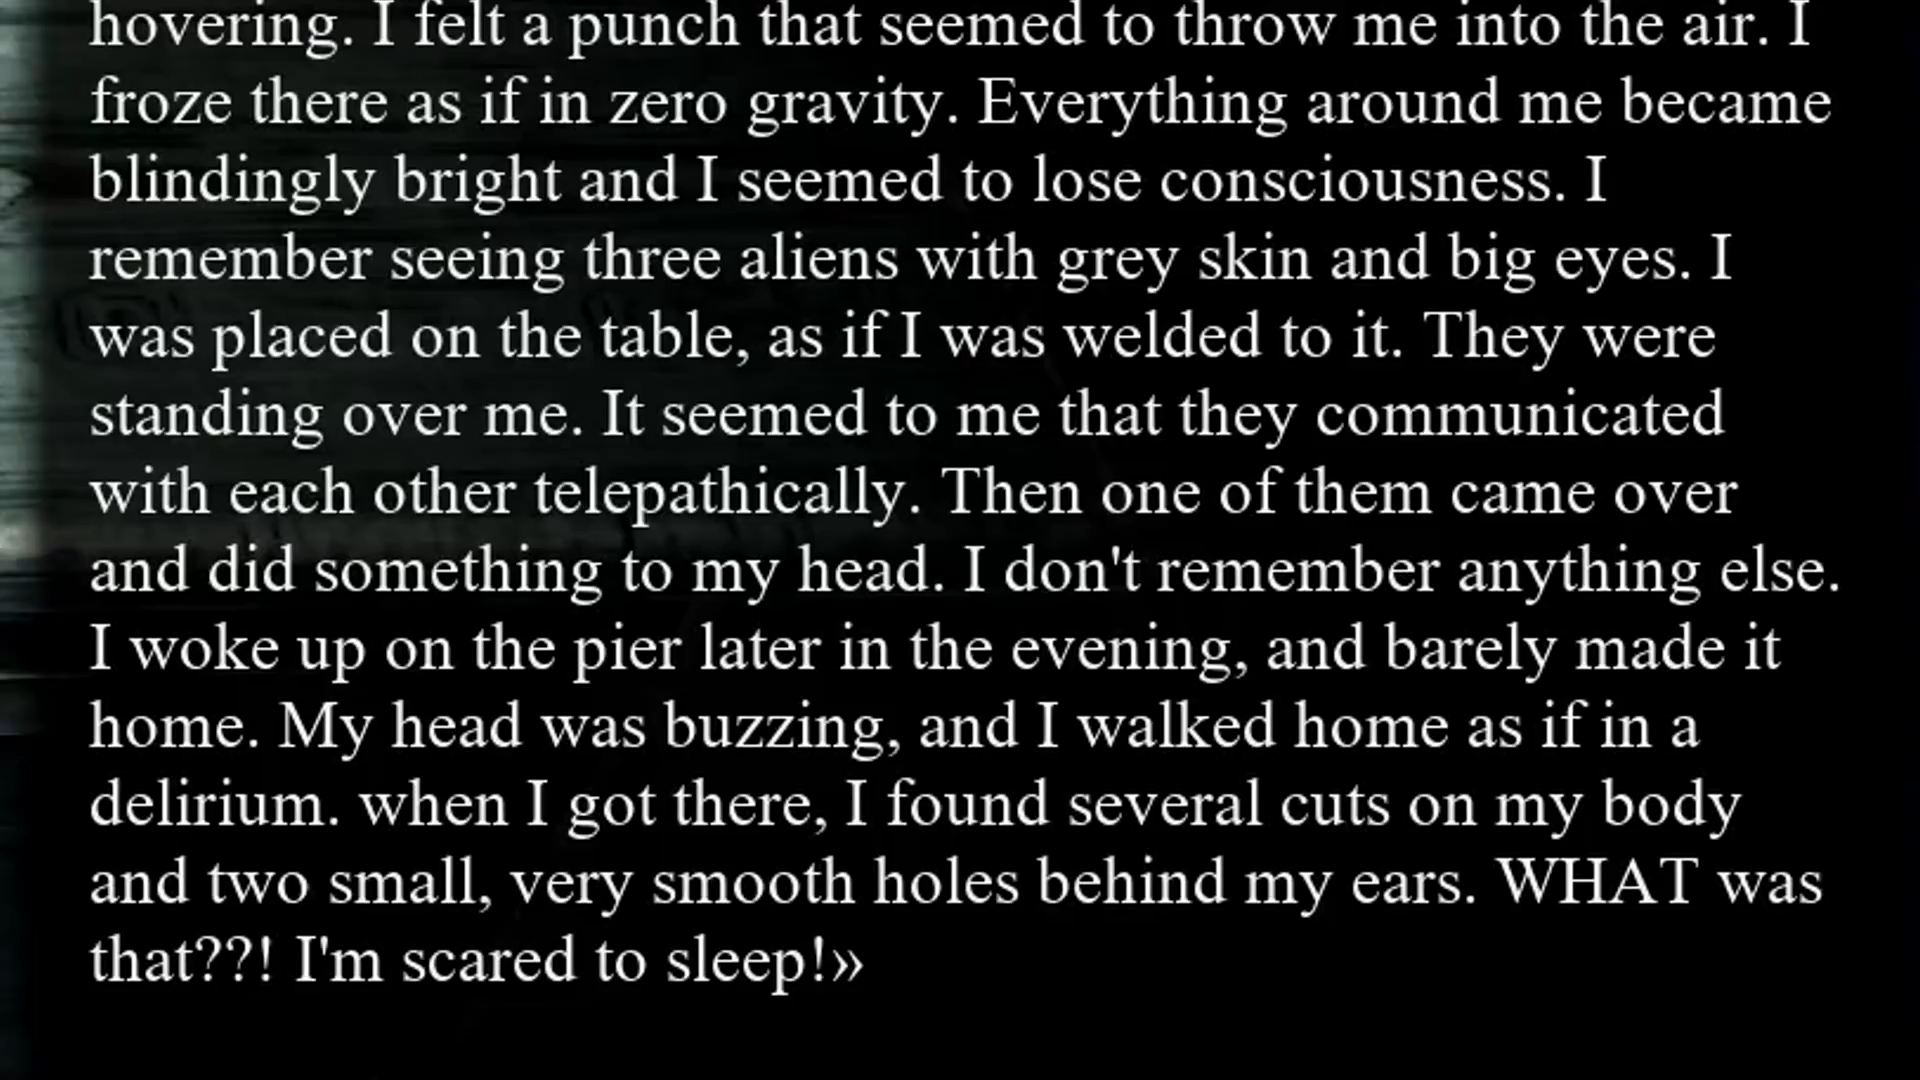 hovering. I felt a punch that seemed to throw me into the air. I
froze there as if in zero gravity. Everything around me became
blindingly bright and I seemed to lose consciousness. I
remember seeing three aliens with grey skin and big eyes. I
was placed on the table, as if I was welded to it. They were
standing over me. It seemed to me that they communicated
with each other telepathically. Then one of them came over
and did something to my head. I don't remember anything else.
I woke up on the pier later in the evening, and barely made it
home. My head was buzzing, and I walked home as if in a
delirium. when I got there, I found several cuts on my body
and two small, very smooth holes behind my ears. WHAT was
that??! I'm scared to sleep!»